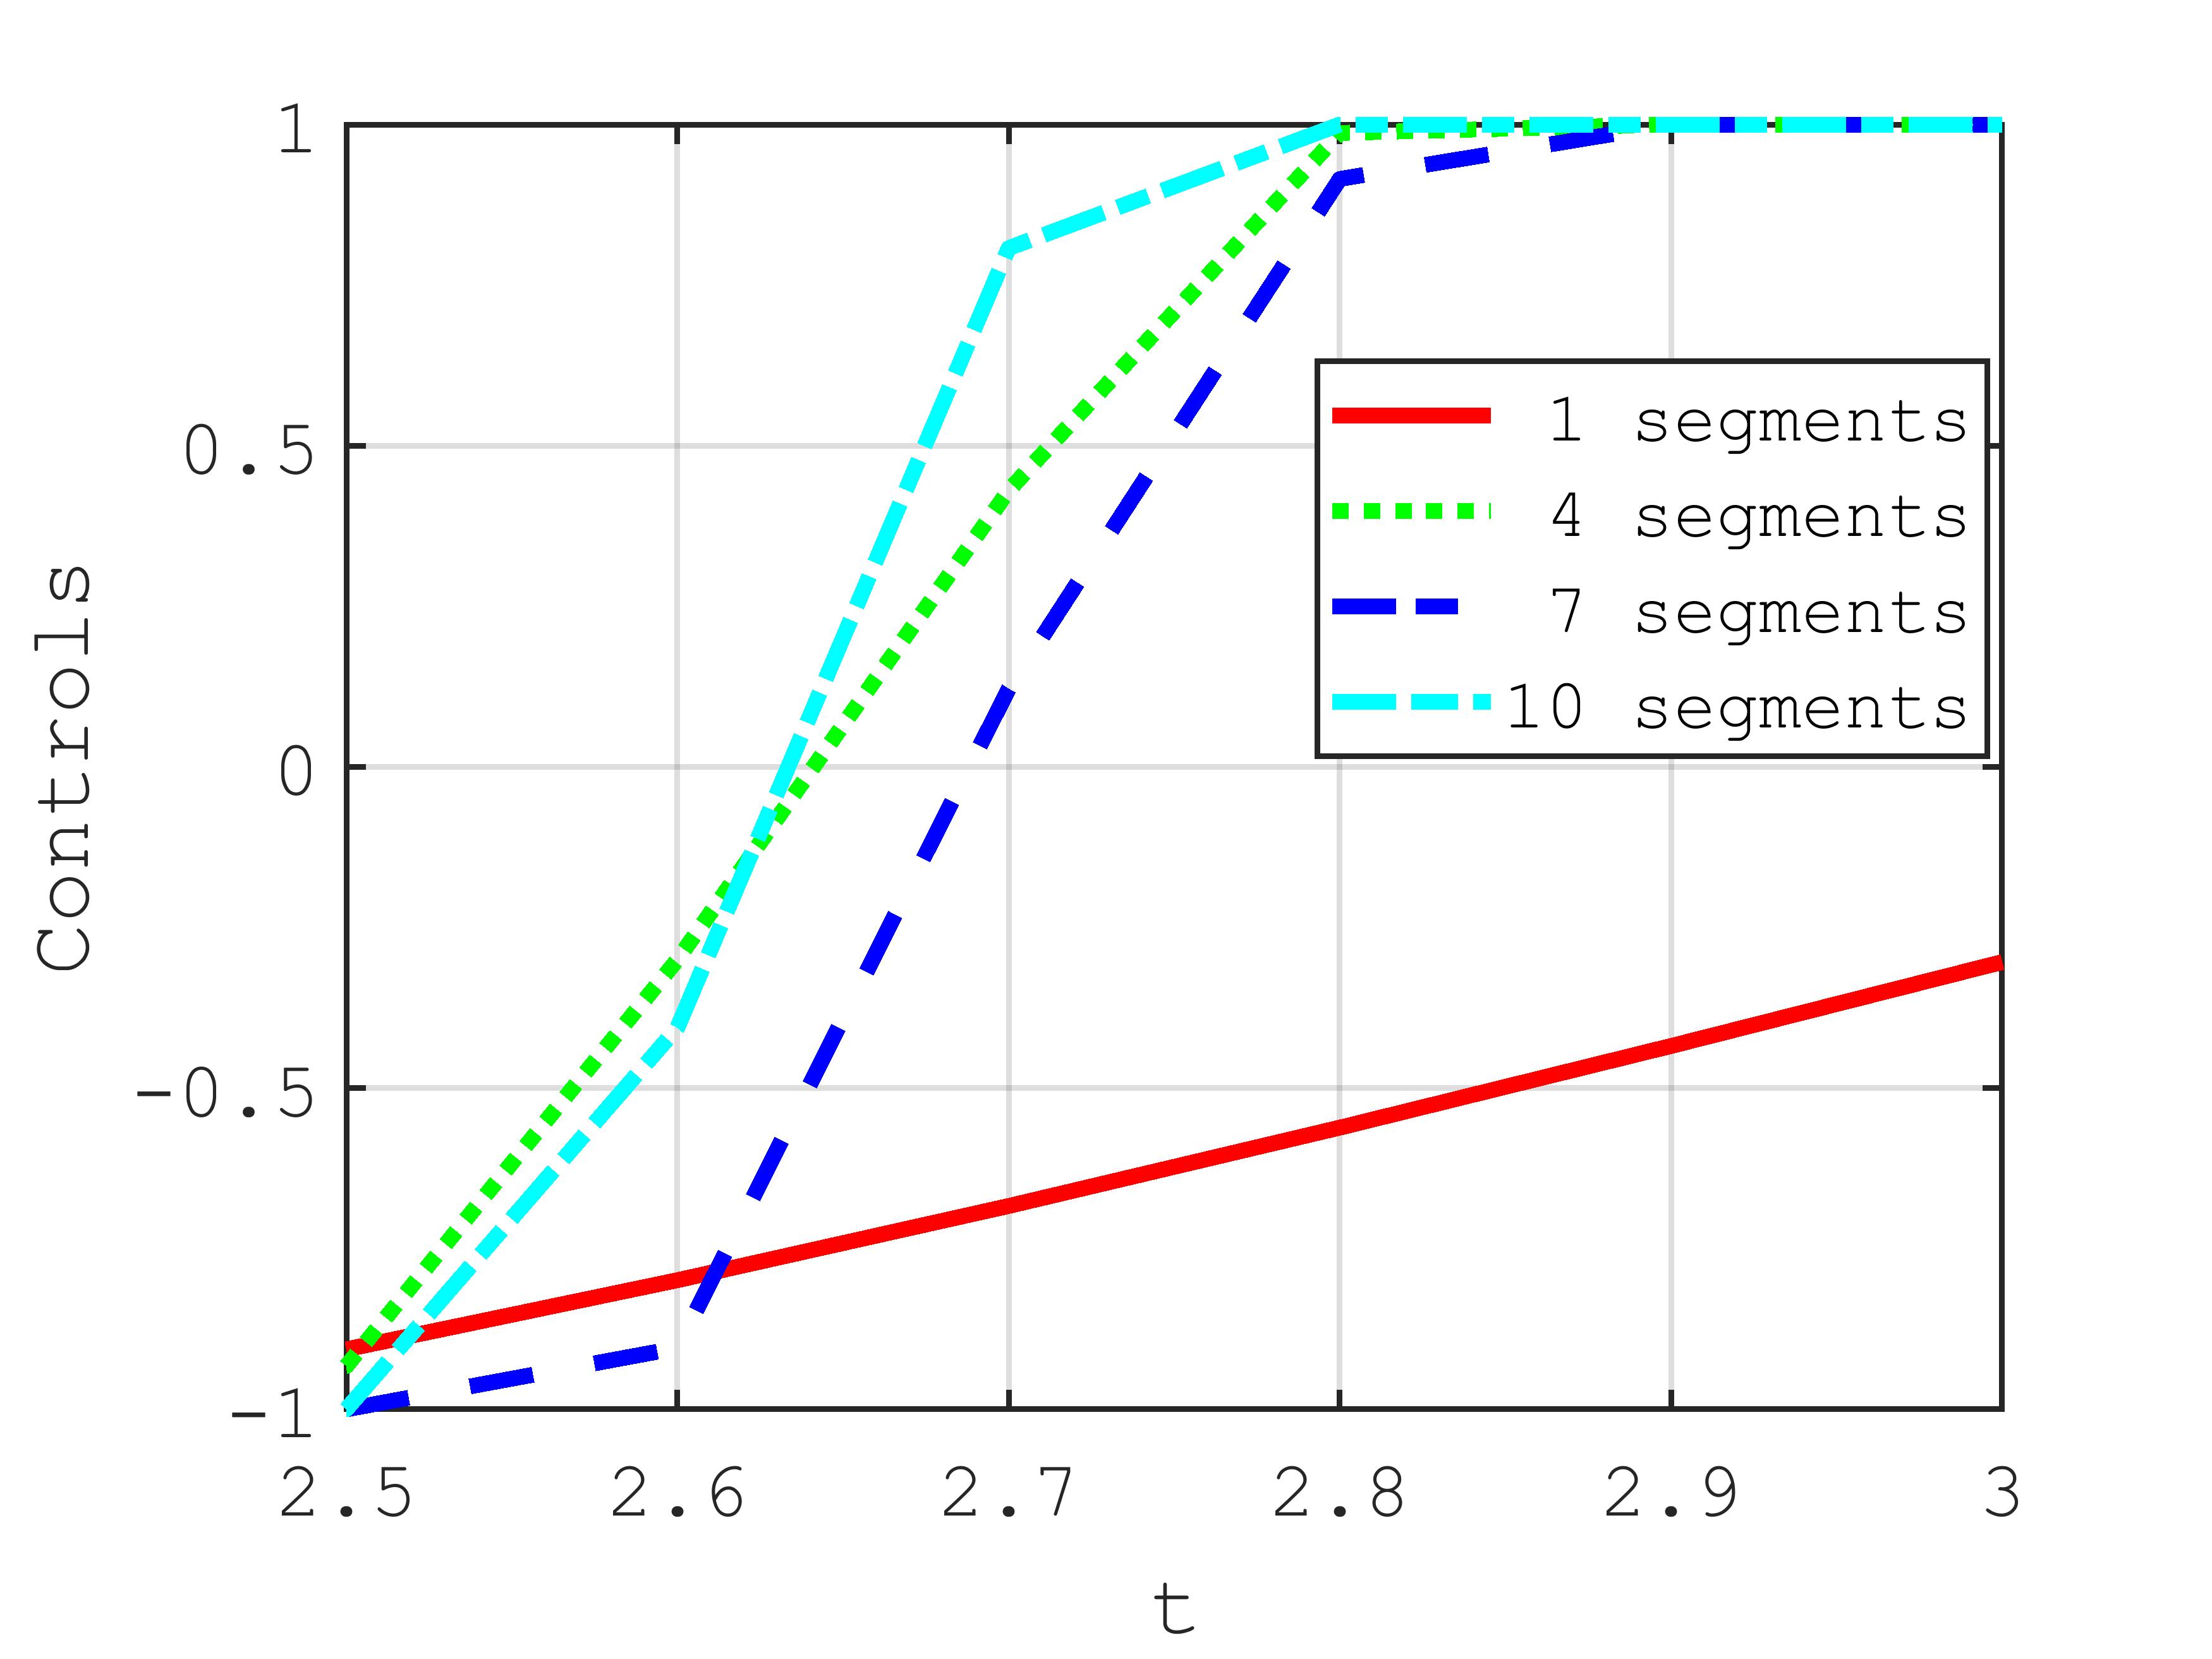 1
0.5
0
-0.5
-1
Controls
1 segments
4 segments
7 segments
10 segments
2.5 2.6 2.7 2.8 2.9 3
t